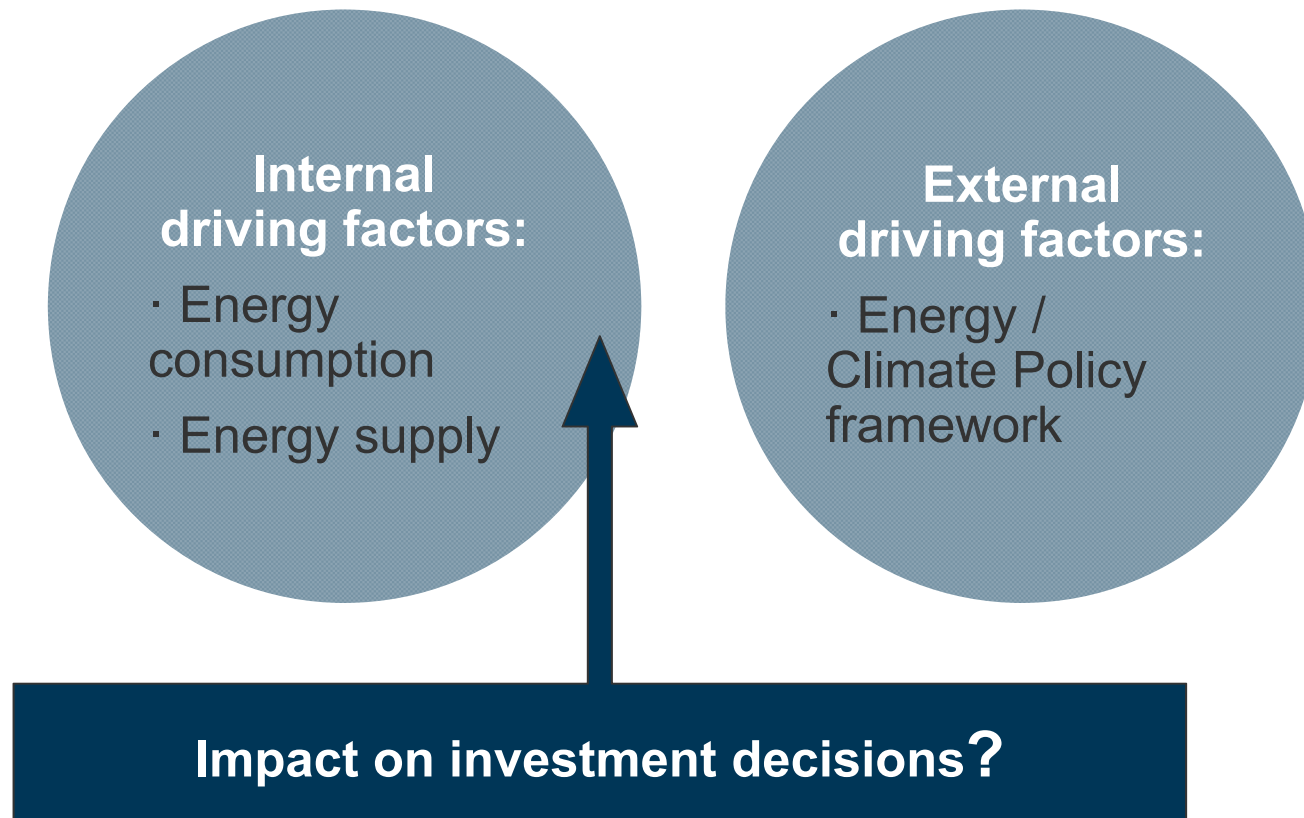 Internal
driving factors:
· Energy
consumption
· Energy supply
External
driving factors:
· Energy /
Climate Policy
framework
Impact on investment decisions?